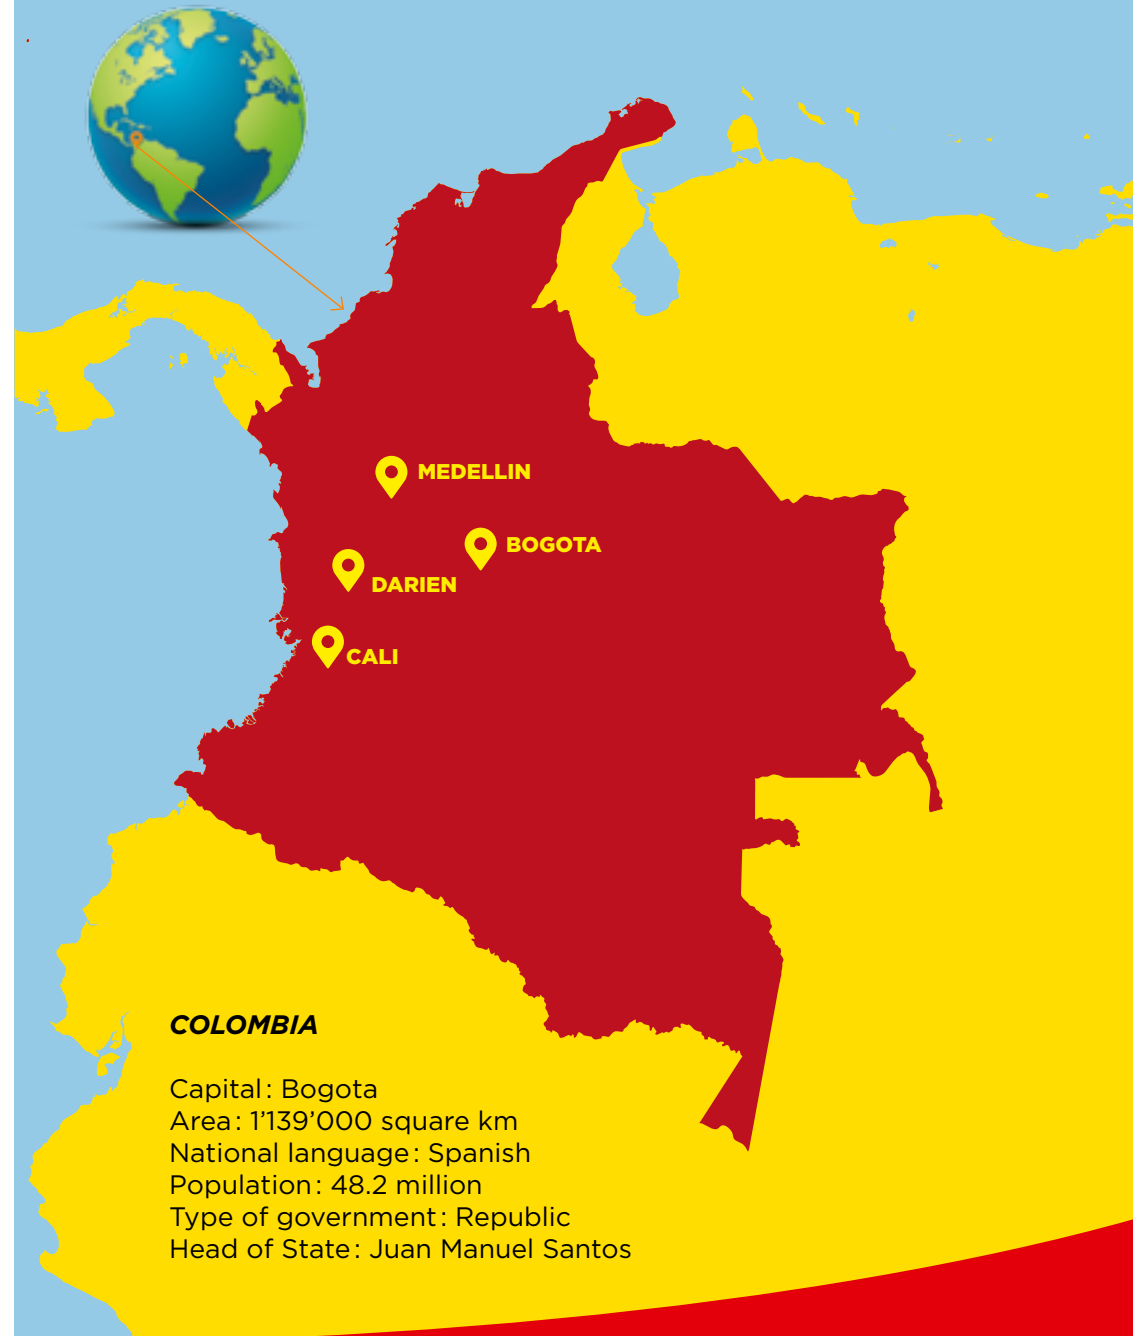 MEDELLIN
BOGOTA
DARIEN
CALI
COLOMBIA
Capital: Bogota
Area: 1’139’000 square km
National language: Spanish
Population: 48.2 million
Type of government: Republic
Head of State: Juan Manuel Santos